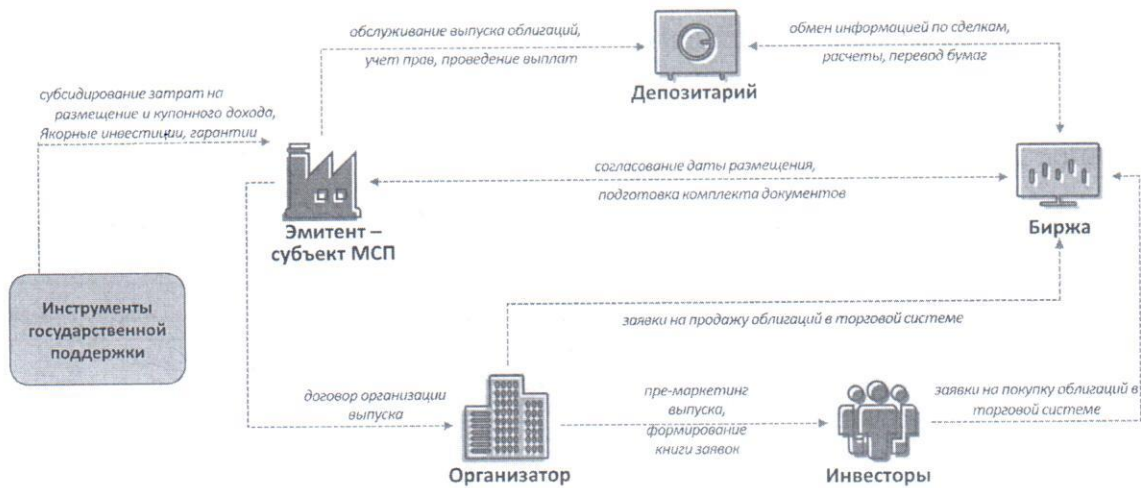 обслуживание выпуска облигаций,
учет прав, проведение выплат
Депозитарий
обмен информацией по сделкам,
расчеты, перевод бумаг
субсидирование затрат на
размещение и купонного дохода,
Якорные инвестиции, гарантии
Эмитент –
субъект МСП
согласование даты размещения,
подготовка комплекта документов
Биржа
Инструменты
государственной
поддержки
заявки на продажу облигаций в торговой системе
договор организации
выпуска
Организатор
пре-маркетинг
выпуска,
формирование
книги заявок
Инвесторы
заявки на покупку облигаций в
торговой системе